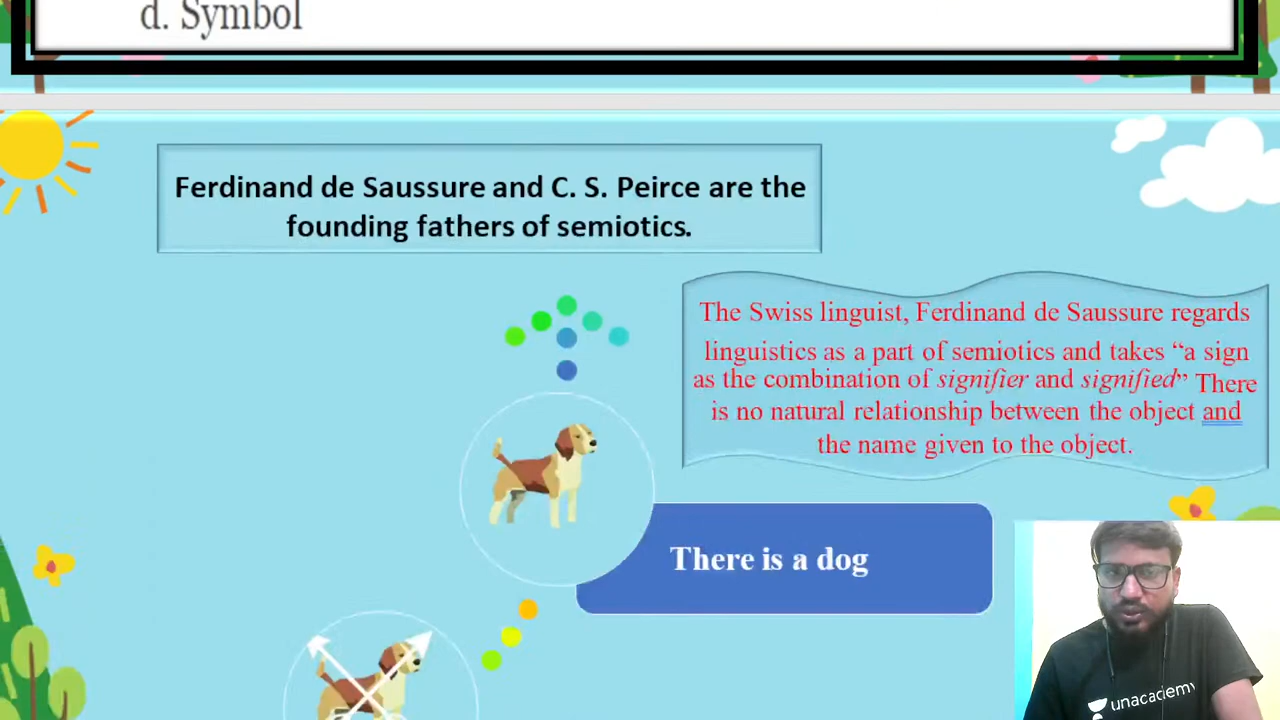 d. Symbol
Ferdinand de Saussure and C. S. Peirce are the
founding fathers of semiotics.
The Swiss linguist, Ferdinand de Saussure regards
linguistics as a part of semiotics and takes “a sign
as the combination of signifier and signified” There
is no natural relationship between the object and
the name given to the object.
There is a dog
unacademy